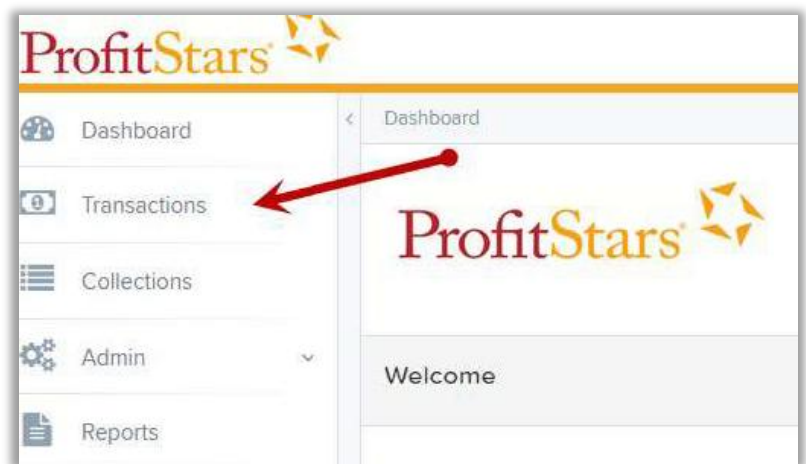 ProfitStars
Dashboard
Transactions
Collections
Admin
Reports
Dashboard
ProfitStars
Welcome